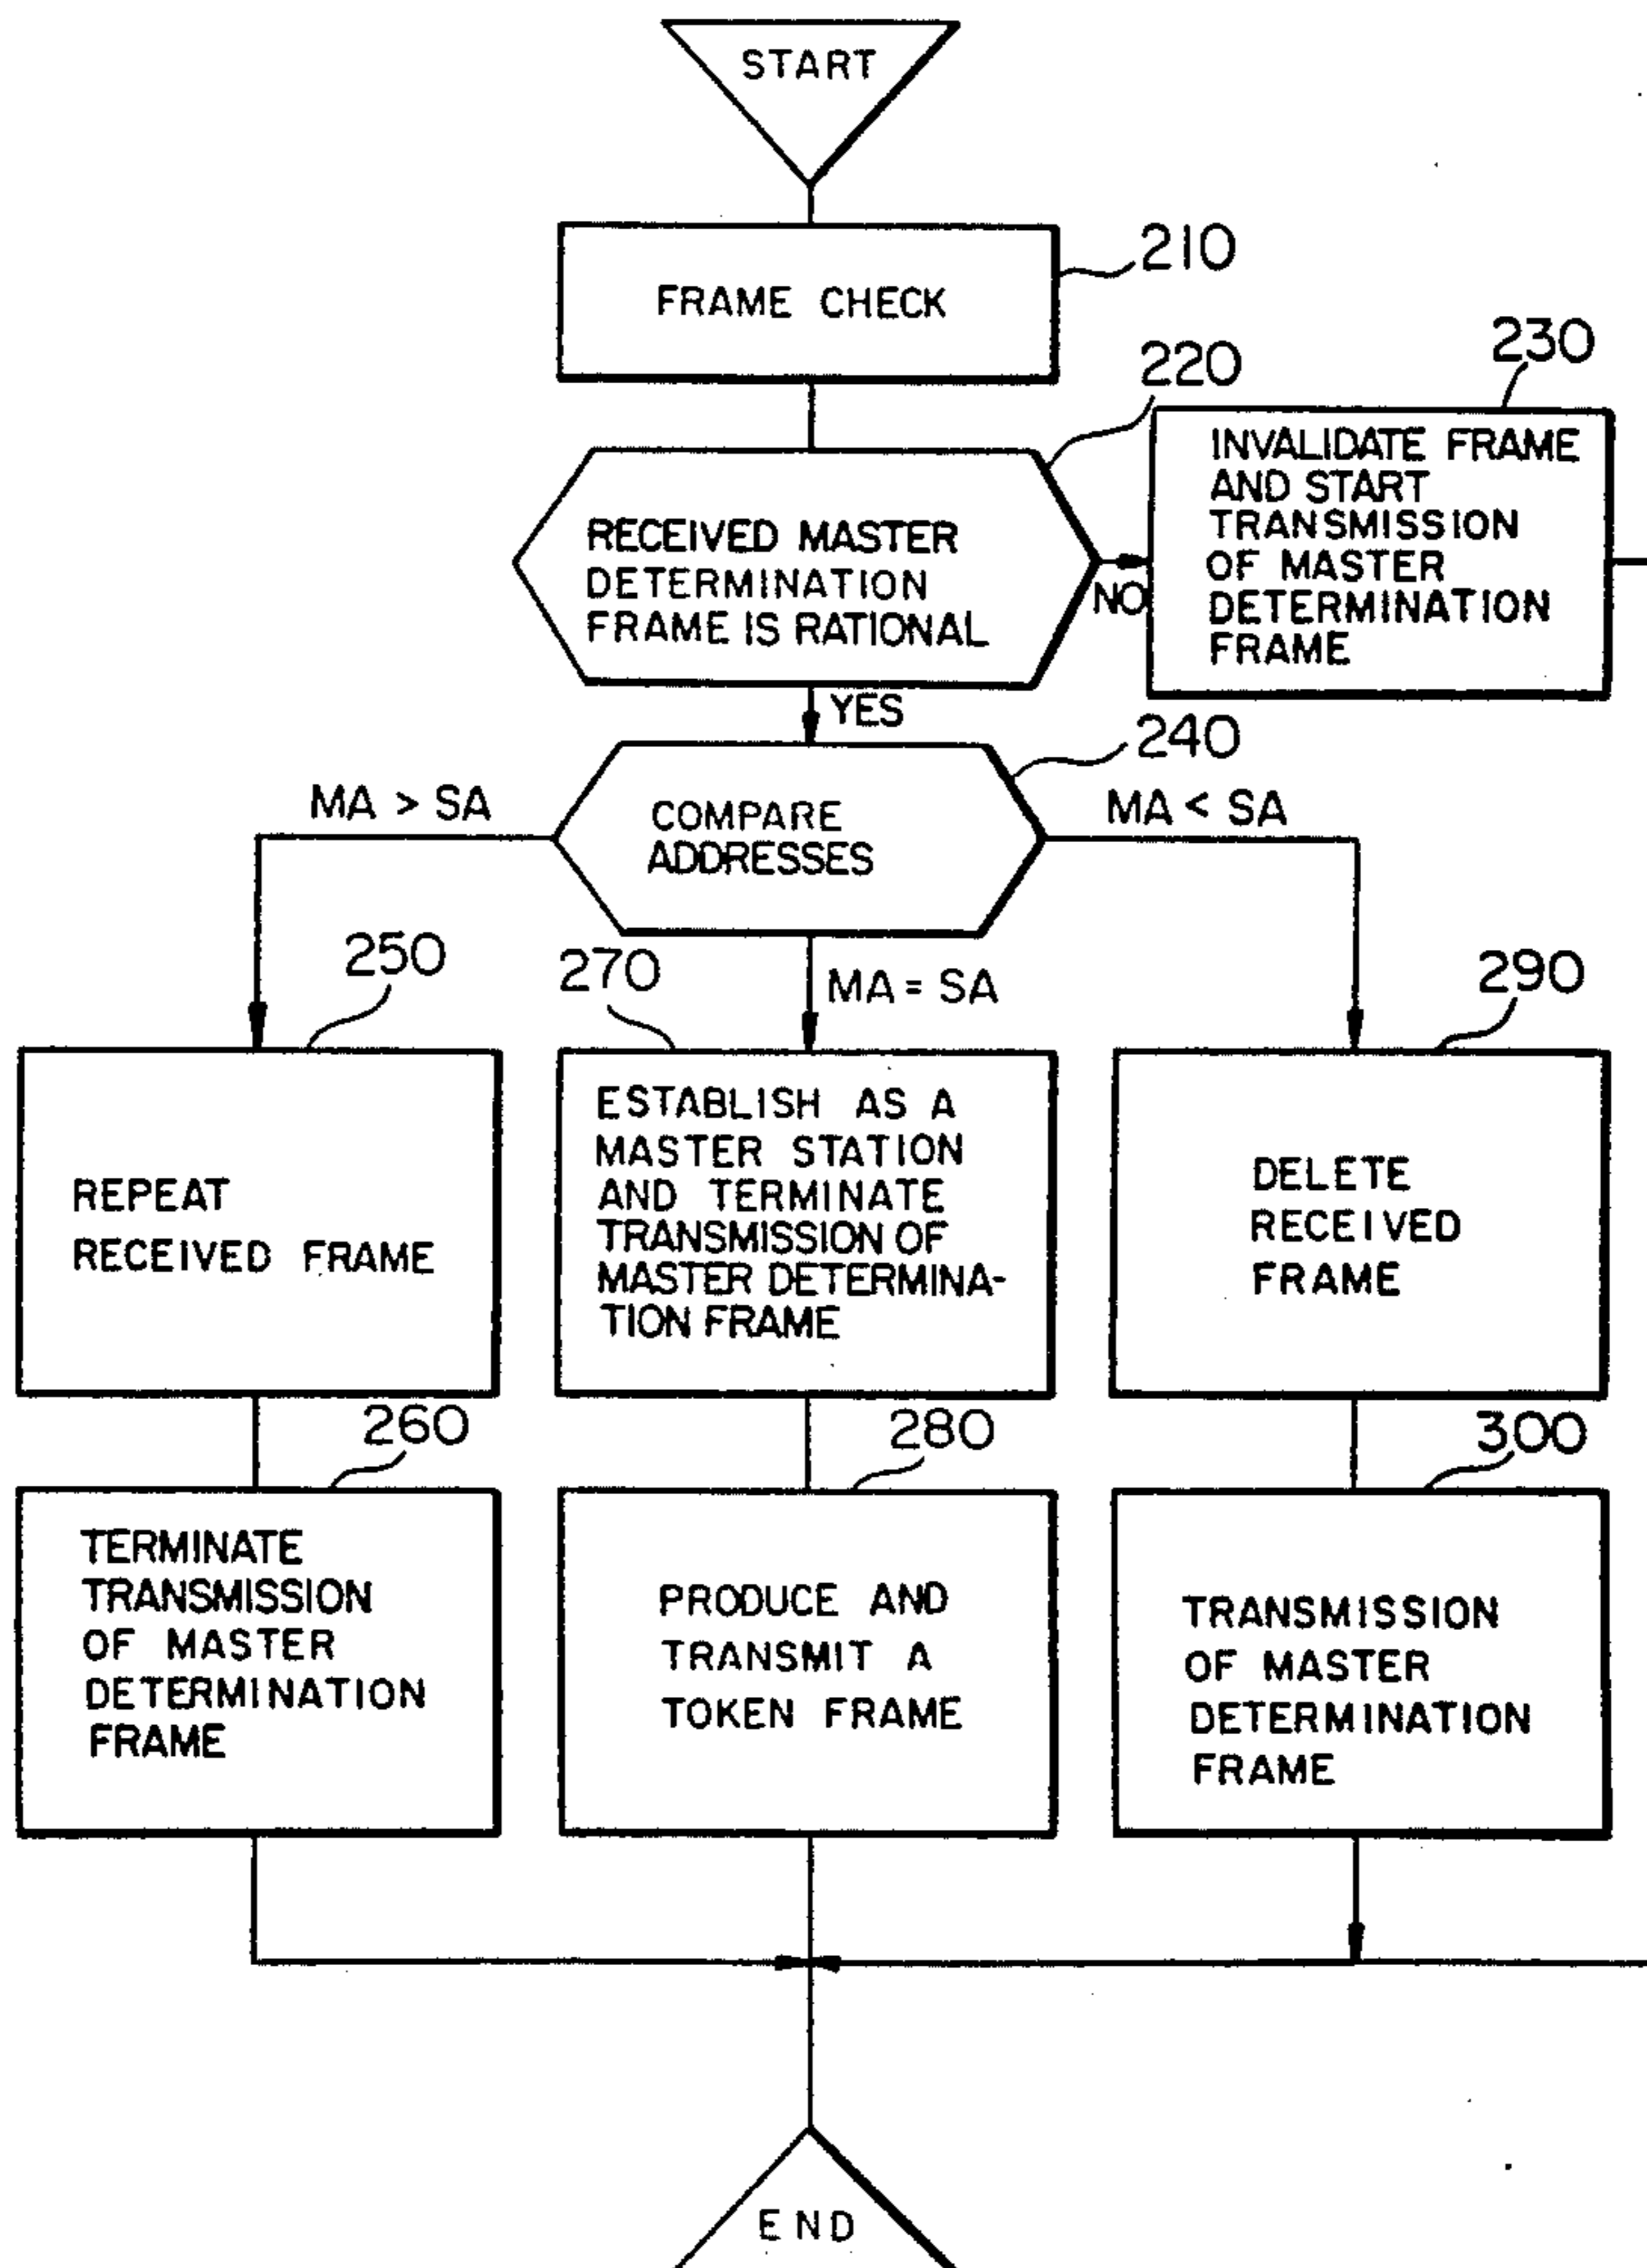 START
210
FRAME CHECK
220
230
INVALIDATE FRAME
AND START
TRANSMISSION
OF MASTER
DETERMINATION
FRAME
RECEIVED MASTER
DETERMINATION
FRAME IS RATIONAL
NO
YES
240
MA > SA
COMPARE
ADDRESSES
MA < SA
250
270
MA = SA
290
REPEAT
RECEIVED FRAME
ESTABLISH AS A
MASTER STATION
AND TERMINATE
TRANSMISSION OF
MASTER DETERMINA-
TION FRAME
DELETE
RECEIVED
FRAME
260
280
300
TERMINATE
TRANSMISSION
OF MASTER
DETERMINATION
FRAME
PRODUCE AND
TRANSMIT A
TOKEN FRAME
TRANSMISSION
OF MASTER
DETERMINATION
FRAME
END